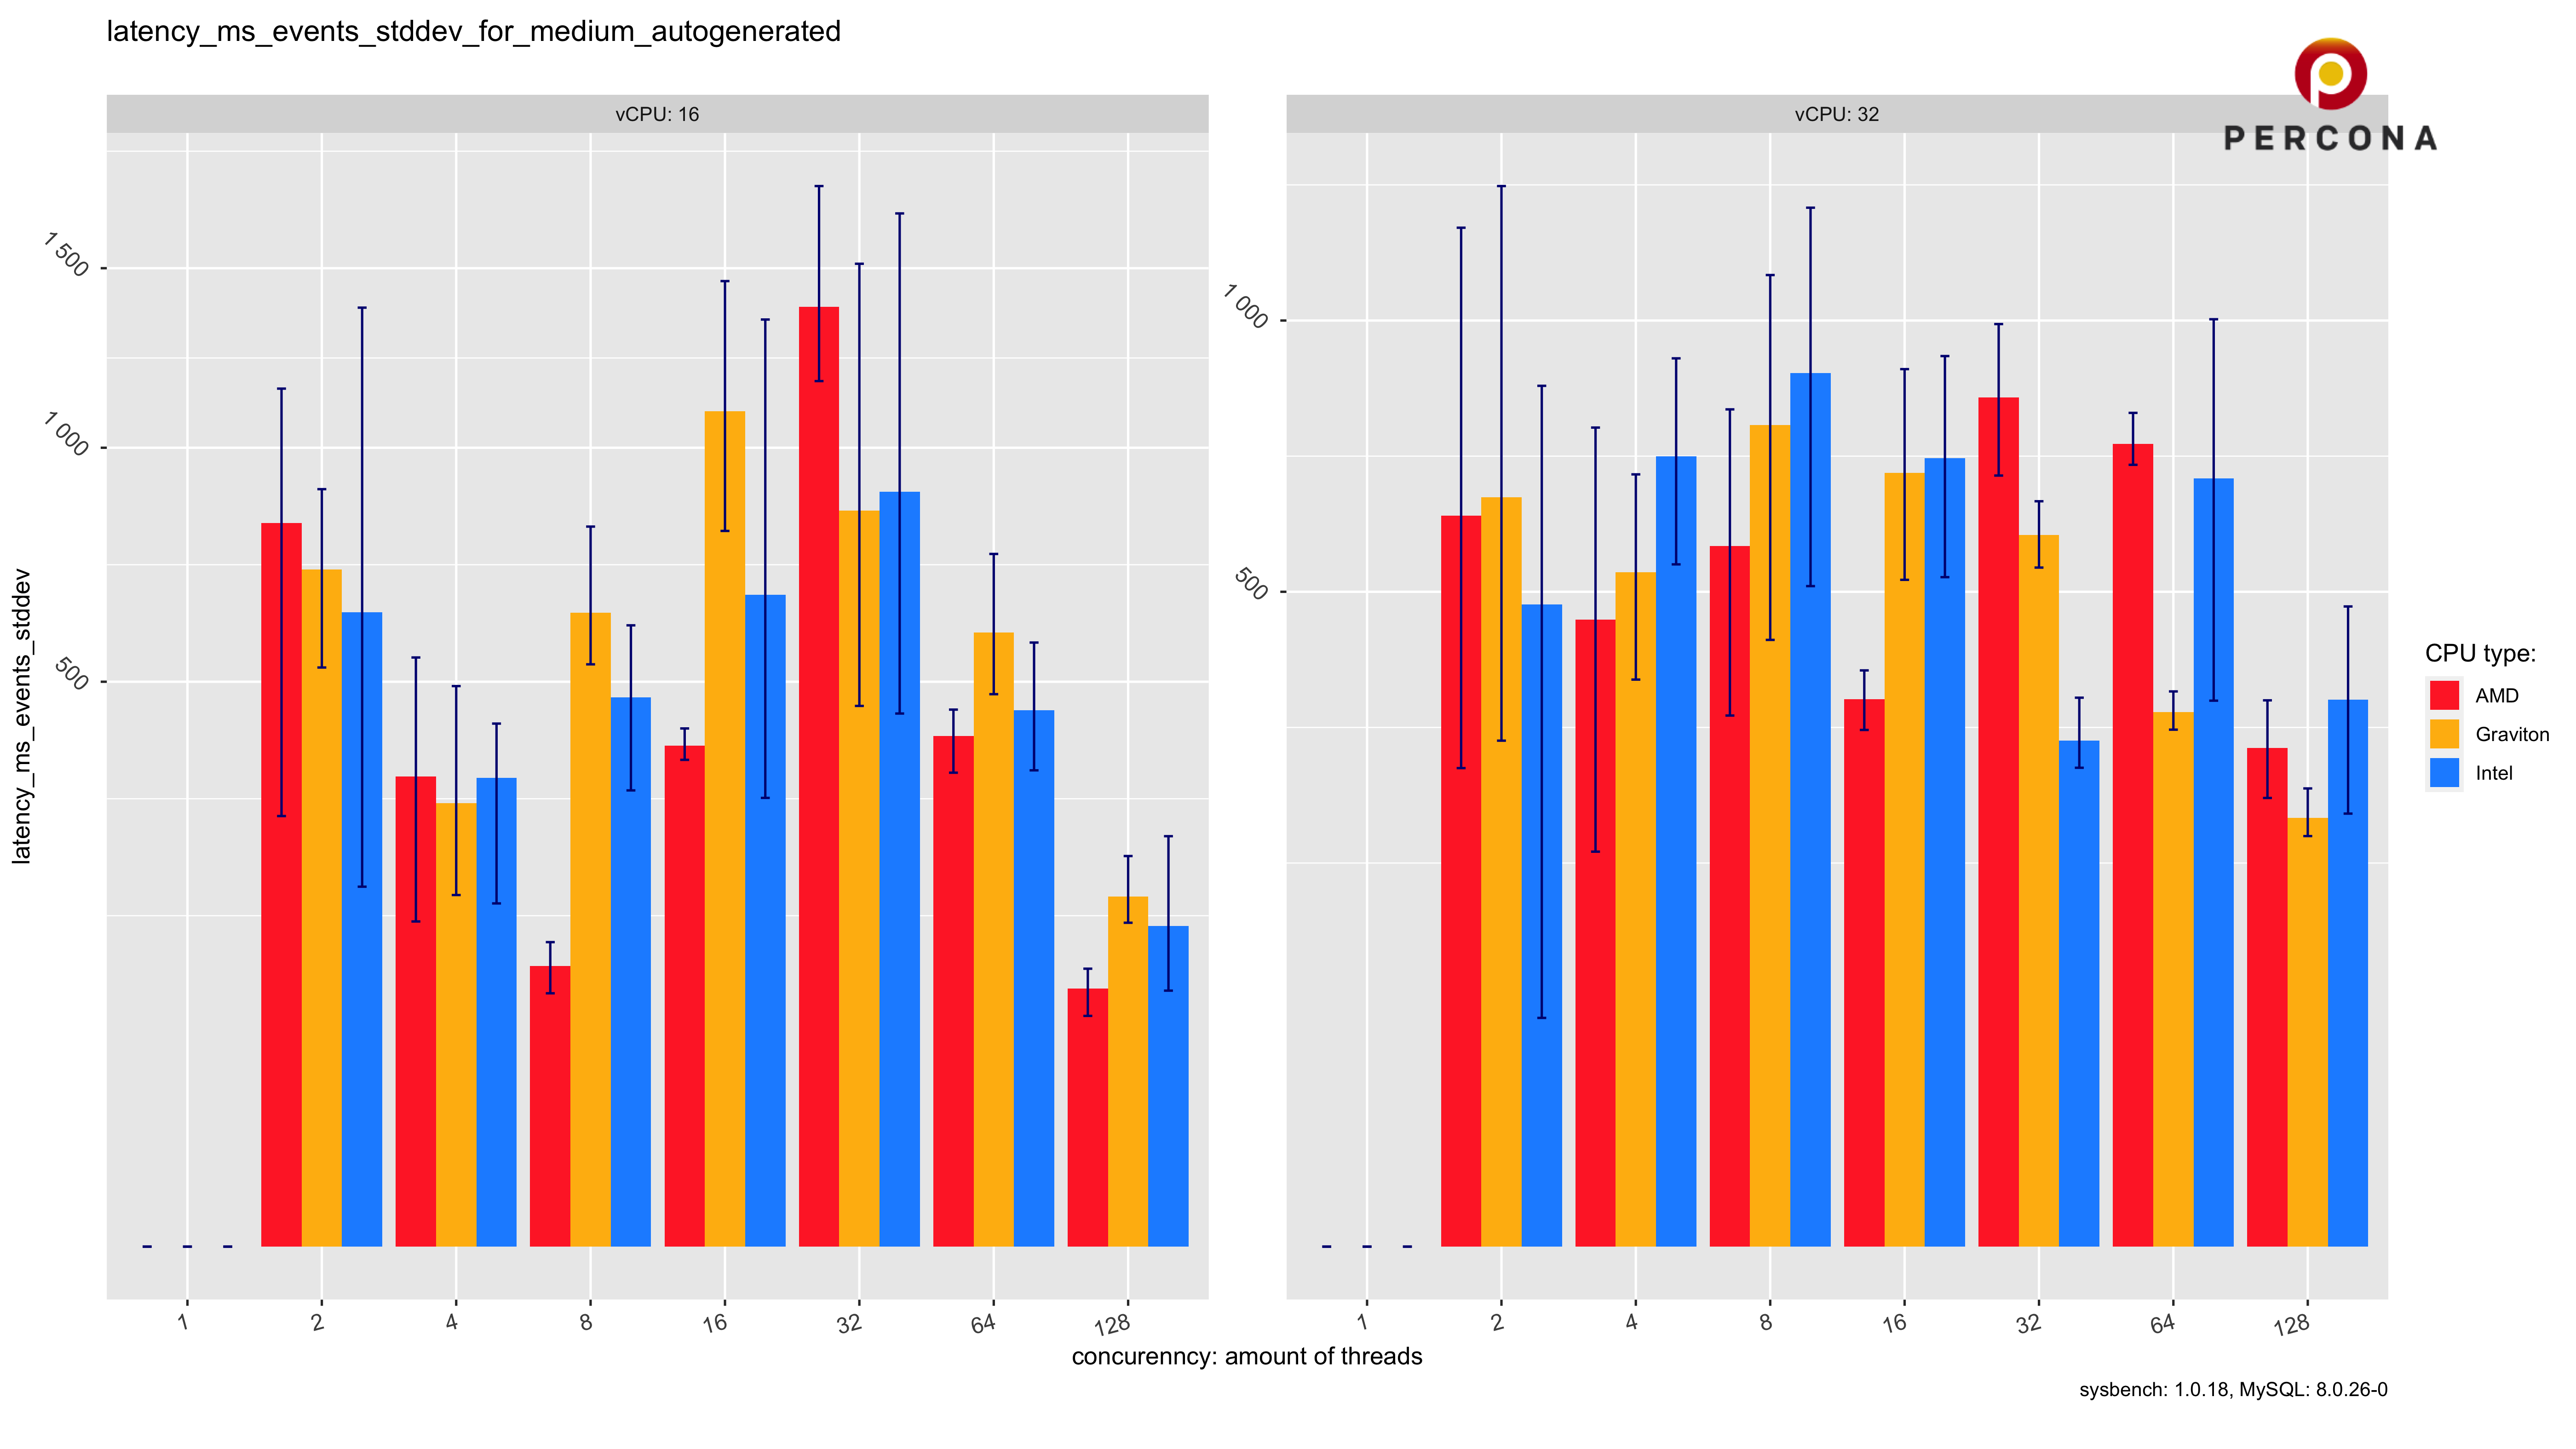 latency_ms_events_stddev_for_medium_autogenerated
PERCONA
vCPU: 16
vCPU: 32
latency_ms_events_stddev
1 500
1 000
500
1 000
500
1 2 4 8 16 32 64 128
1 2 4 8 16 32 64 128
concurenncy: amount of threads
CPU type:
AMD
Graviton
Intel
sysbench: 1.0.18, MySQL: 8.0.26-0